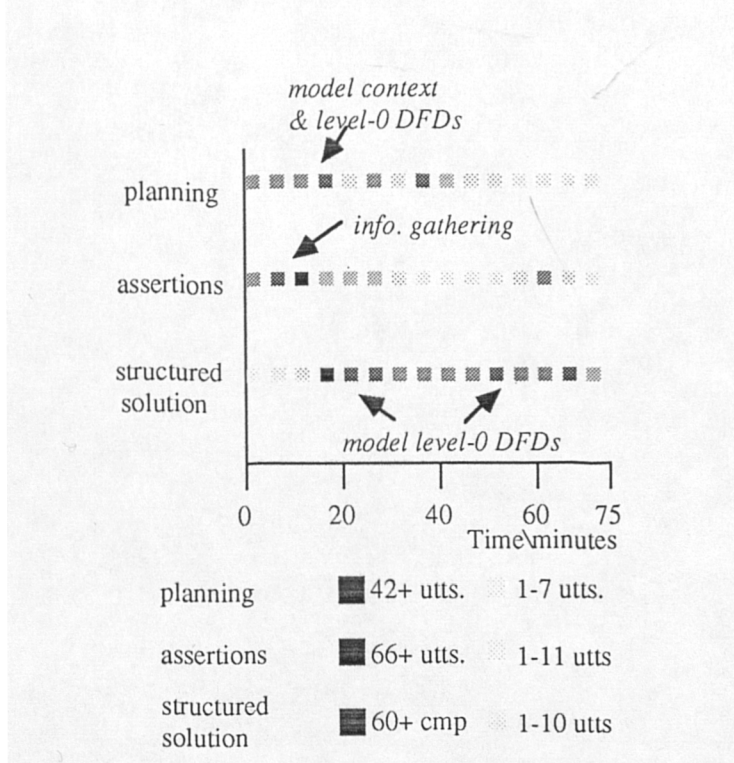 model context
& level-0 DFDs
planning
info. gathering
assertions
structured
solution
model level-0 DFDs
0 20 40 60 75
Time\minutes
planning 42+ utts. 1-7 utts.
assertions 66+ utts. 1-11 utts
structured
solution 60+ cmp 1-10 utts